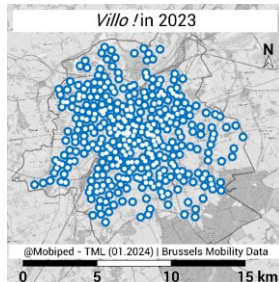 Villo ! in 2023
N
@Mobiped - TML (01.2024) | Brussels Mobility Data
0 5 10 15 km